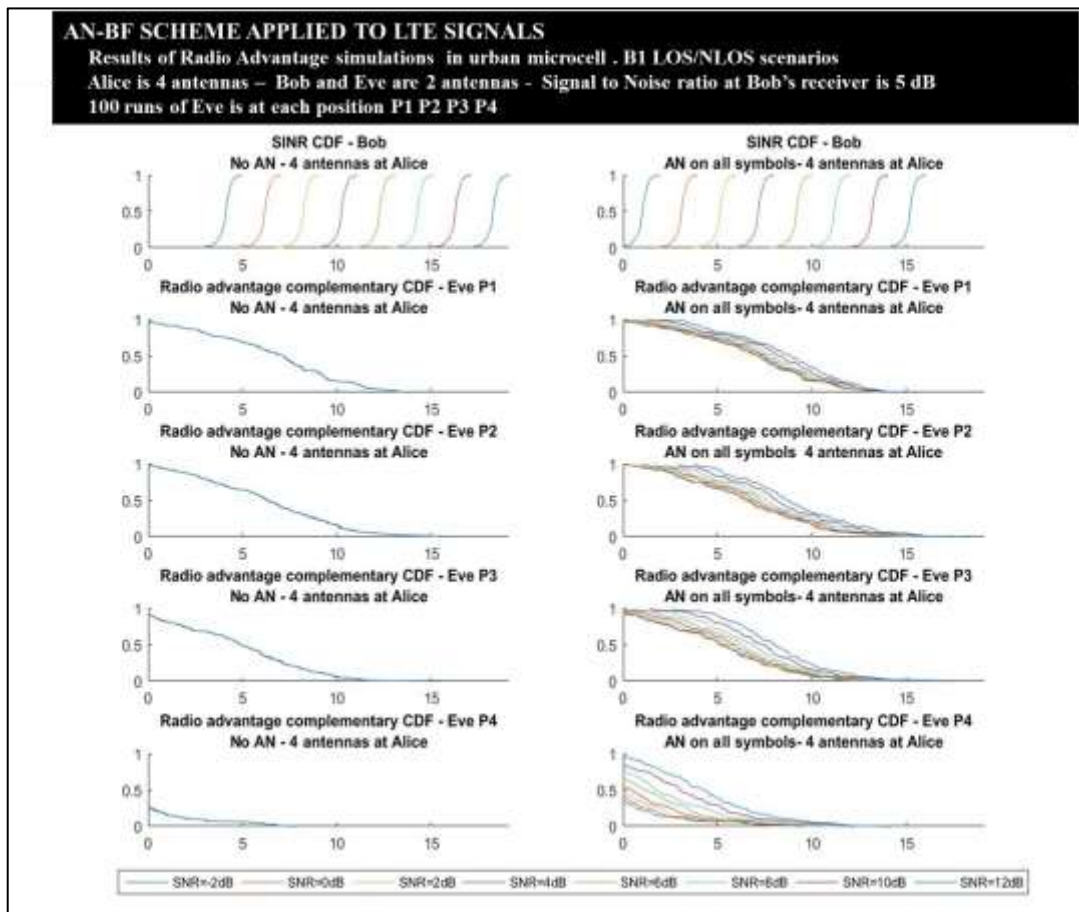 AN-BF SCHEME APPLIED TO LTE SIGNALS
Results of Radio Advantage simulations in urban microcell . B1 LOS/NLOS scenarios
Alice is 4 antennas – Bob and Eve are 2 antennas - Signal to Noise ratio at Bob's receiver is 5 dB
100 runs of Eve is at each position P1 P2 P3 P4
SINR CDF - Bob
No AN - 4 antennas at Alice
1
0.5
0
0 5 10 15
SINR CDF - Bob
AN on all symbols- 4 antennas at Alice
1
0.5
0
0 5 10 15
Radio advantage complementary CDF - Eve P1
No AN - 4 antennas at Alice
1
0.5
0
0 5 10 15
Radio advantage complementary CDF - Eve P1
AN on all symbols- 4 antennas at Alice
1
0.5
0
0 5 10 15
Radio advantage complementary CDF - Eve P2
No AN - 4 antennas at Alice
1
0.5
0
0 5 10 15
Radio advantage complementary CDF - Eve P2
AN on all symbols 4 antennas at Alice
1
0.5
0
0 5 10 15
Radio advantage complementary CDF - Eve P3
No AN - 4 antennas at Alice
1
0.5
0
0 5 10 15
Radio advantage complementary CDF - Eve P3
AN on all symbols- 4 antennas at Alice
1
0.5
0
0 5 10 15
Radio advantage complementary CDF - Eve P4
No AN - 4 antennas at Alice
1
0.5
0
0 5 10 15
Radio advantage complementary CDF - Eve P4
AN on all symbols- 4 antennas at Alice
1
0.5
0
0 5 10 15
SNR=-2dB SNR=0dB SNR=2dB SNR=4dB SNR=6dB SNR=8dB SNR=10dB SNR=12dB